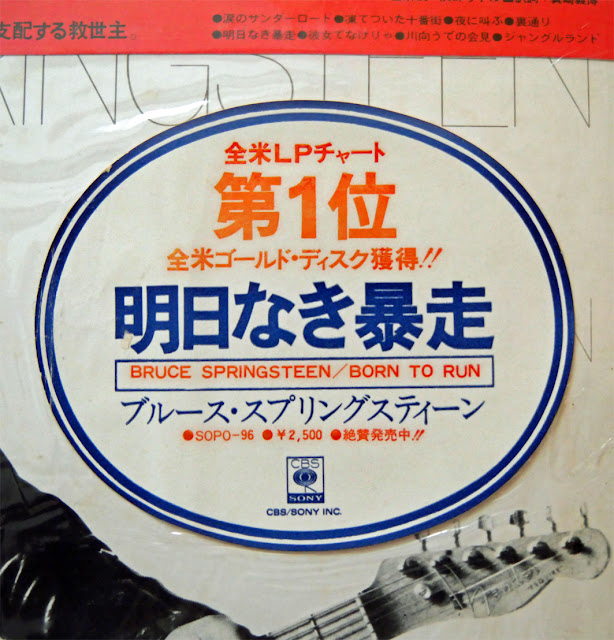 支配する救世主。
●涙のサンダーロード●凍てついた十番街●夜に叫ぶ●裏通り
●明日なき暴走●彼女でなけりゃ●川向うでの会見●ジャングルランド
RINGSTEEN
全米LPチャート
第1位
全米ゴールド・ディスク獲得!!
明日なき暴走
BRUCE SPRINGSTEEN/BORN TO RUN
ブルース・スプリングスティーン
●SOPO-96 ●¥2,500 ●絶賛発売中!!
CBS
SONY
CBS/SONY INC.